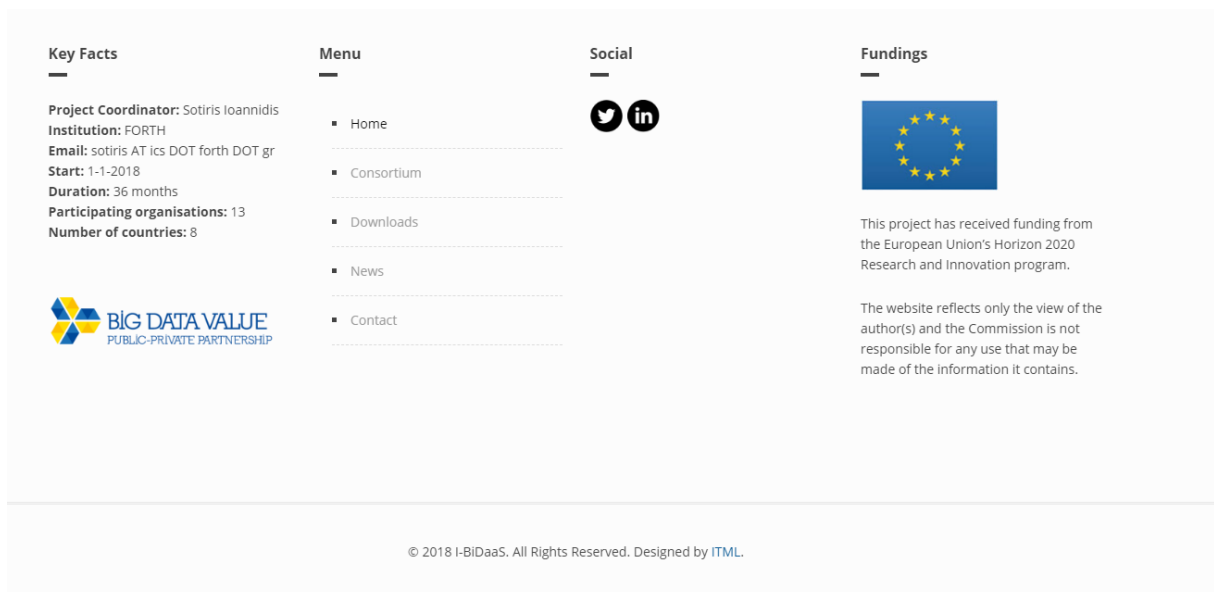 Key Facts
Project Coordinator: Sotiris Ioannidis
Institution: FORTH
Email: sotiris AT ics DOT forth DOT gr
Start: 1-1-2018
Duration: 36 months
Participating organisations: 13
Number of countries: 8
BIG DATA VALUE
PUBLIC-PRIVATE PARTNERSHIP
Menu
Home
Consortium
Downloads
News
Contact
Social
in
Fundings
This project has received funding from
the European Union's Horizon 2020
Research and Innovation program.
The website reflects only the view of the
author(s) and the Commission is not
responsible for any use that may be
made of the information it contains.
© 2018 I-BiDaaS. All Rights Reserved. Designed by ITML.